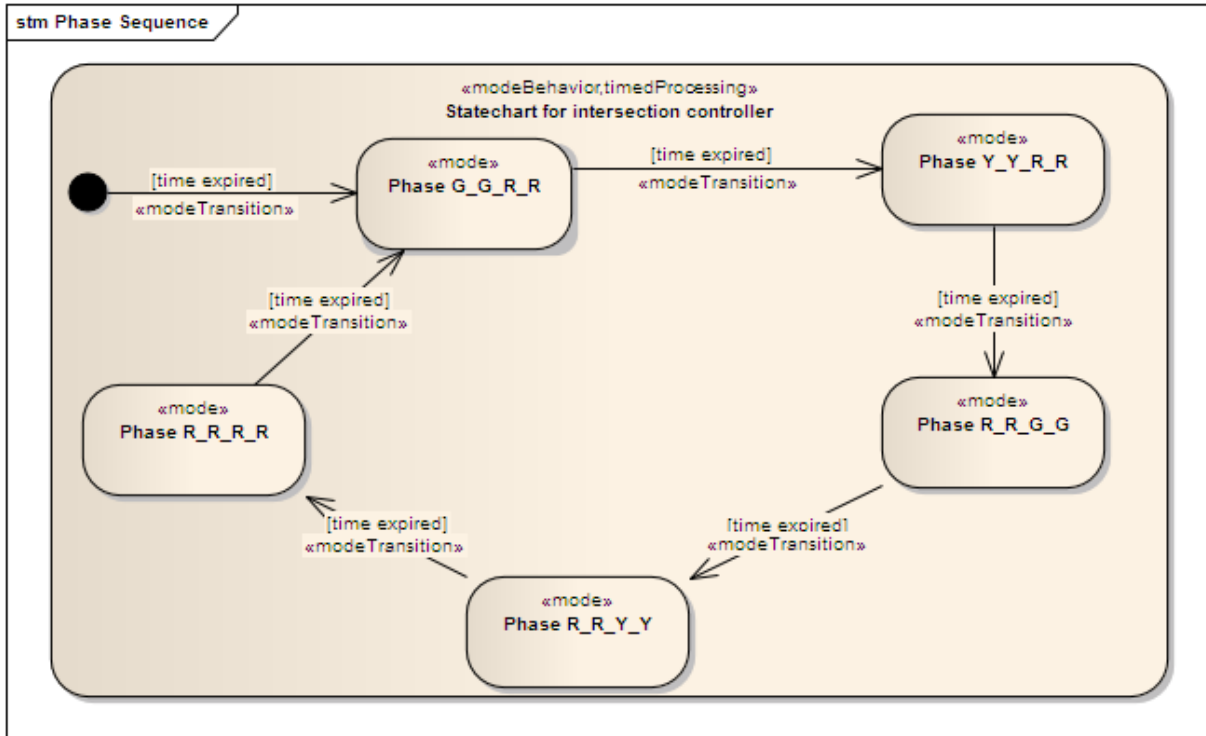 stm Phase Sequence
«modeBehavior,timedProcessing»
Statechart for intersection controller
[time expired]
«modeTransition»
«mode»
Phase G_G_R_R
[time expired]
«modeTransition»
«mode»
Phase Y_Y_R_R
[time expired]
«modeTransition»
[time expired]
«modeTransition»
«mode»
Phase R_R_R_R
«mode»
Phase R_R_G_G
[time expired]
«modeTransition»
[time expired]
«modeTransition»
«mode»
Phase R_R_Y_Y